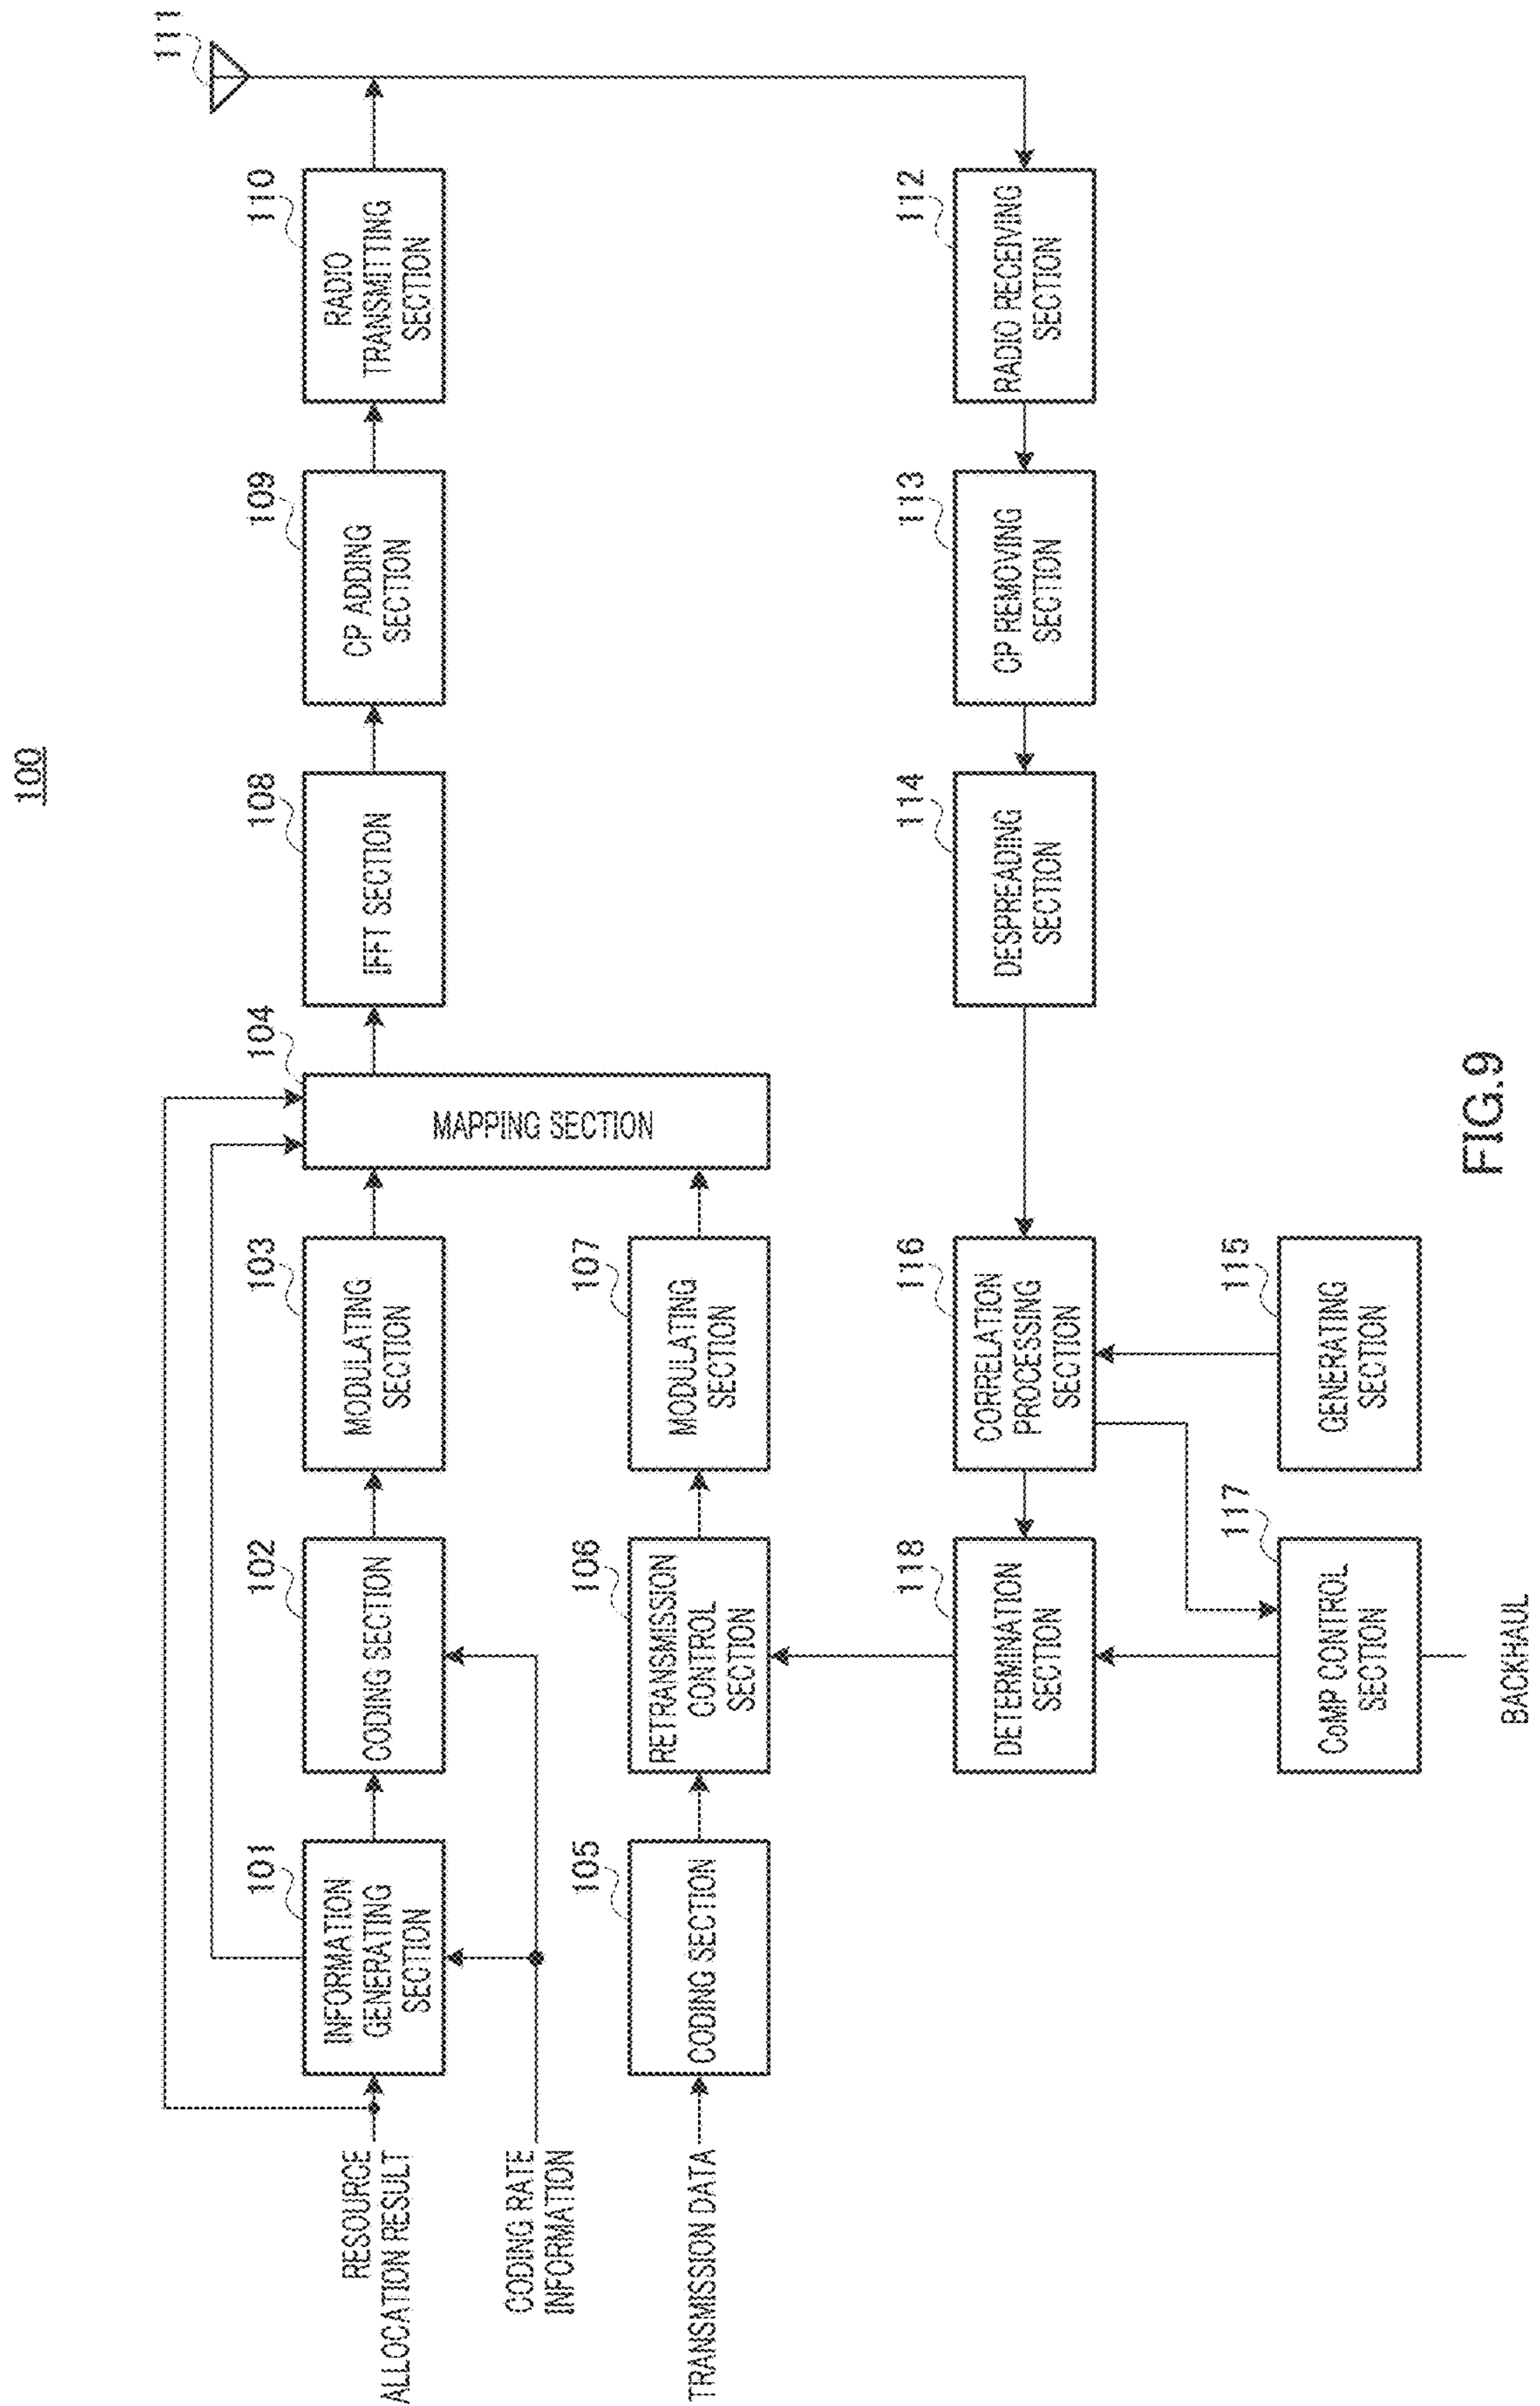 100
111
RESOURCE
ALLOCATION RESULT
CODING RATE
INFORMATION
101
INFORMATION
GENERATING
SECTION
102
CODING SECTION
103
MODULATING
SECTION
104
MAPPING SECTION
108
IFFT SECTION
109
CP ADDING
SECTION
110
RADIO
TRANSMITTING
SECTION
TRANSMISSION DATA
105
CODING SECTION
106
RETRANSMISSION
CONTROL
SECTION
107
MODULATING
SECTION
118
DETERMINATION
SECTION
116
CORRELATION
PROCESSING
SECTION
114
DESPREADING
SECTION
113
CP REMOVING
SECTION
112
RADIO RECEIVING
SECTION
117
CoMP CONTROL
SECTION
115
GENERATING
SECTION
BACKHAUL
FIG.9